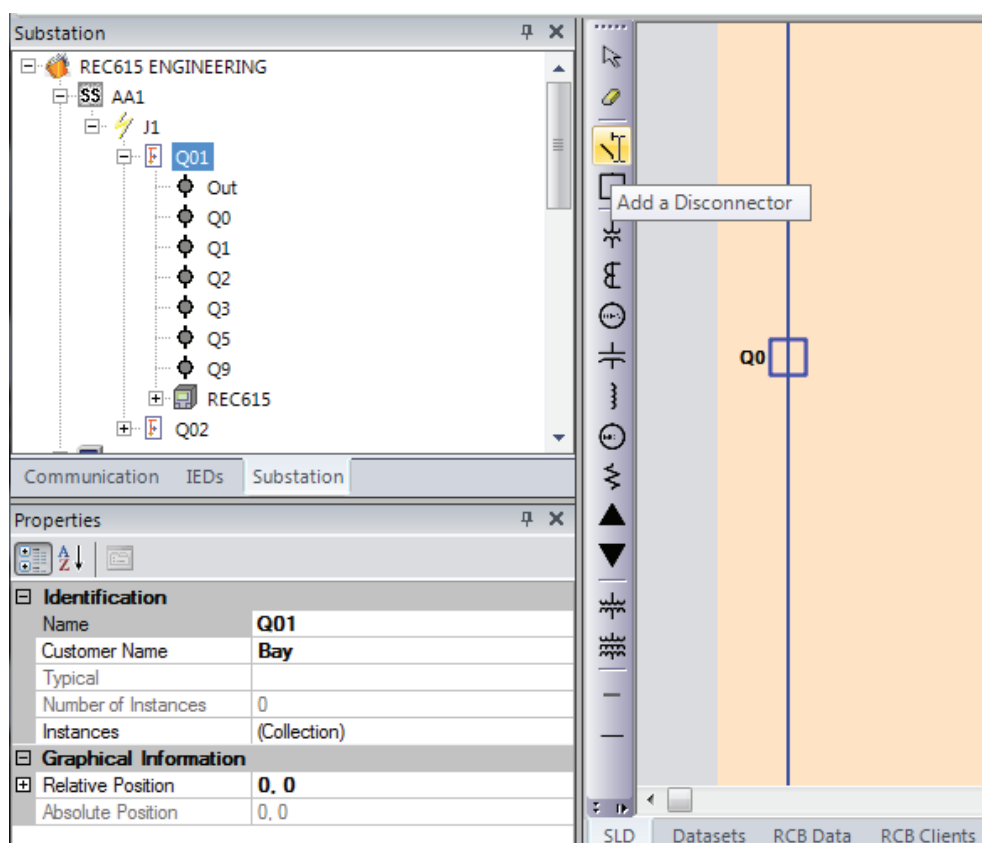 Substation
REC615 ENGINEERING
SS AA1
J1
Q01
Out
Q0
Q1
Q2
Q3
Q5
Q9
REC615
Q02
Communication IEDs Substation
Properties
Identification
Name Q01
Customer Name Bay
Typical
Number of Instances 0
Instances (Collection)
Graphical Information
Relative Position 0, 0
Absolute Position 0, 0
Add a Disconnector
Q0
SLD Datasets RCB Data RCB Clients